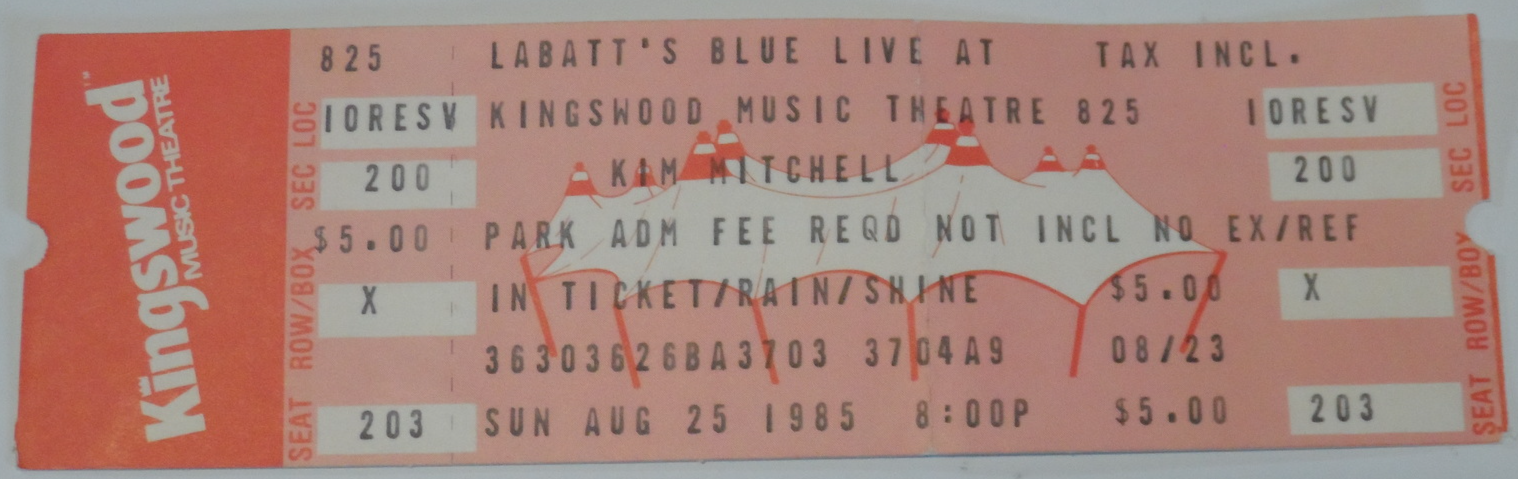 Kingswood™
MUSIC THEATRE
825 LABATT'S BLUE LIVE AT TAX INCL.
LOC IORESV KINGSWOOD MUSIC THEATRE 825 IORESV LOC
SEC 200 KIM MITCHELL 200 SEC
$5.00 PARK ADM FEE REQD NOT INCL NO EX/REF
ROW/BOX X IN TICKET/RAIN/SHINE $5.00 X ROW/BOX
36303626BA3703 3704A9 08/23
SEAT 203 SUN AUG 25 1985 8:00P $5.00 203 SEAT